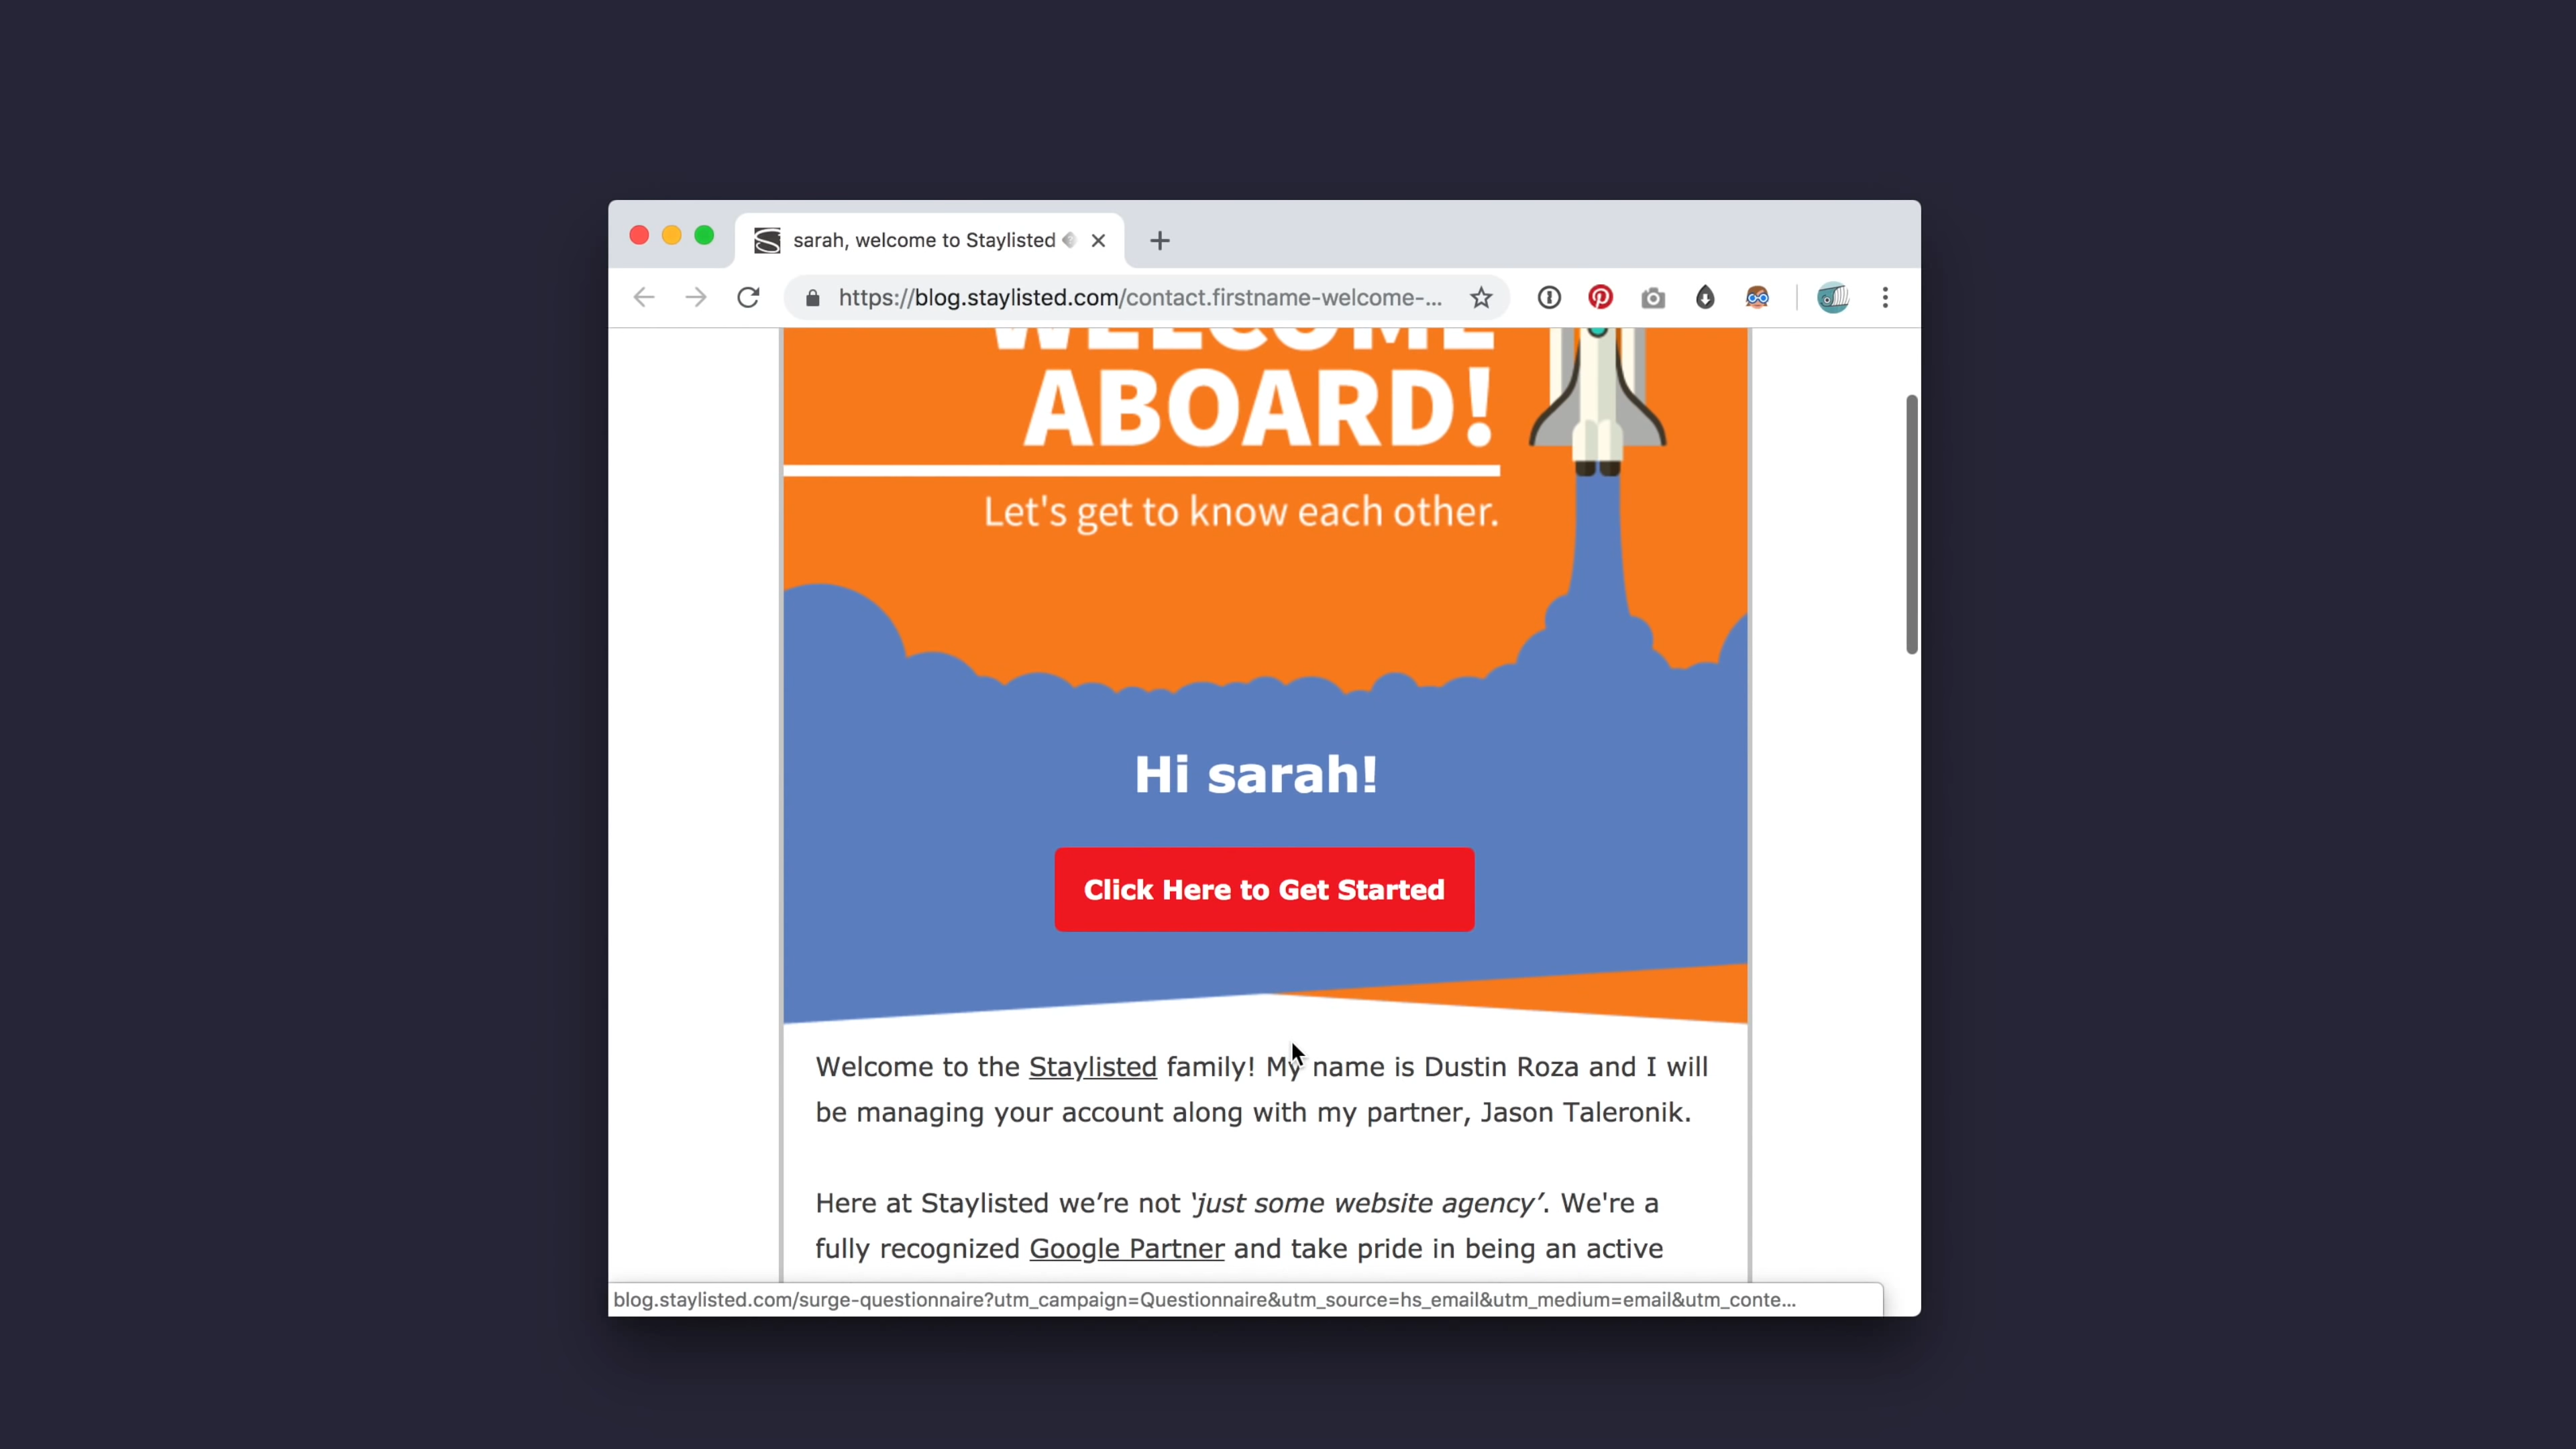 sarah, welcome to Staylisted
https://blog.staylisted.com/contact.firstname-welcome-...
WELCOME
ABOARD!
Let's get to know each other.
Hi sarah!
Click Here to Get Started
Welcome to the Staylisted family! My name is Dustin Roza and I will
be managing your account along with my partner, Jason Taleronik.
Here at Staylisted we’re not ‘just some website agency’. We're a
fully recognized Google Partner and take pride in being an active
blog.staylisted.com/surge-questionnaire?utm_campaign=Questionnaire&utm_source=hs_email&utm_medium=email&utm_conte...